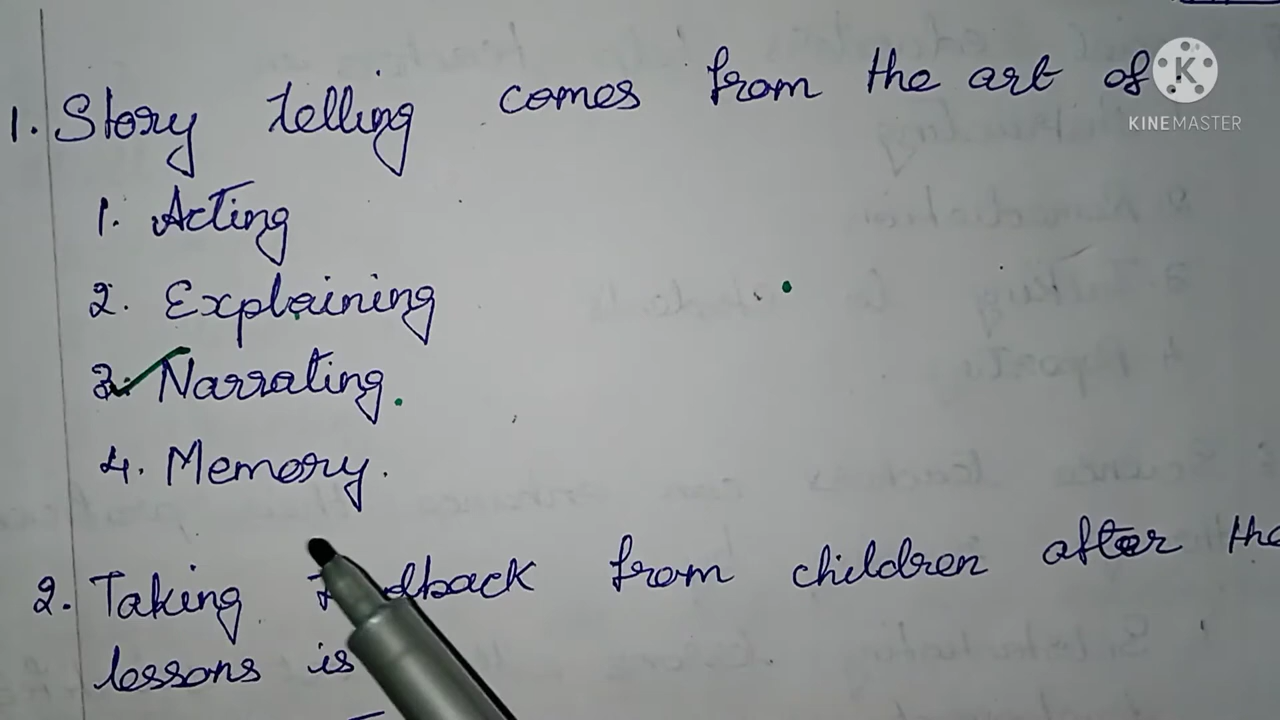 1. Story telling comes from the art of
1. Acting
2. Explaining
3. Narrating.
4. Memory.
2. Taking from children after the
lessons is
KINEMASTER